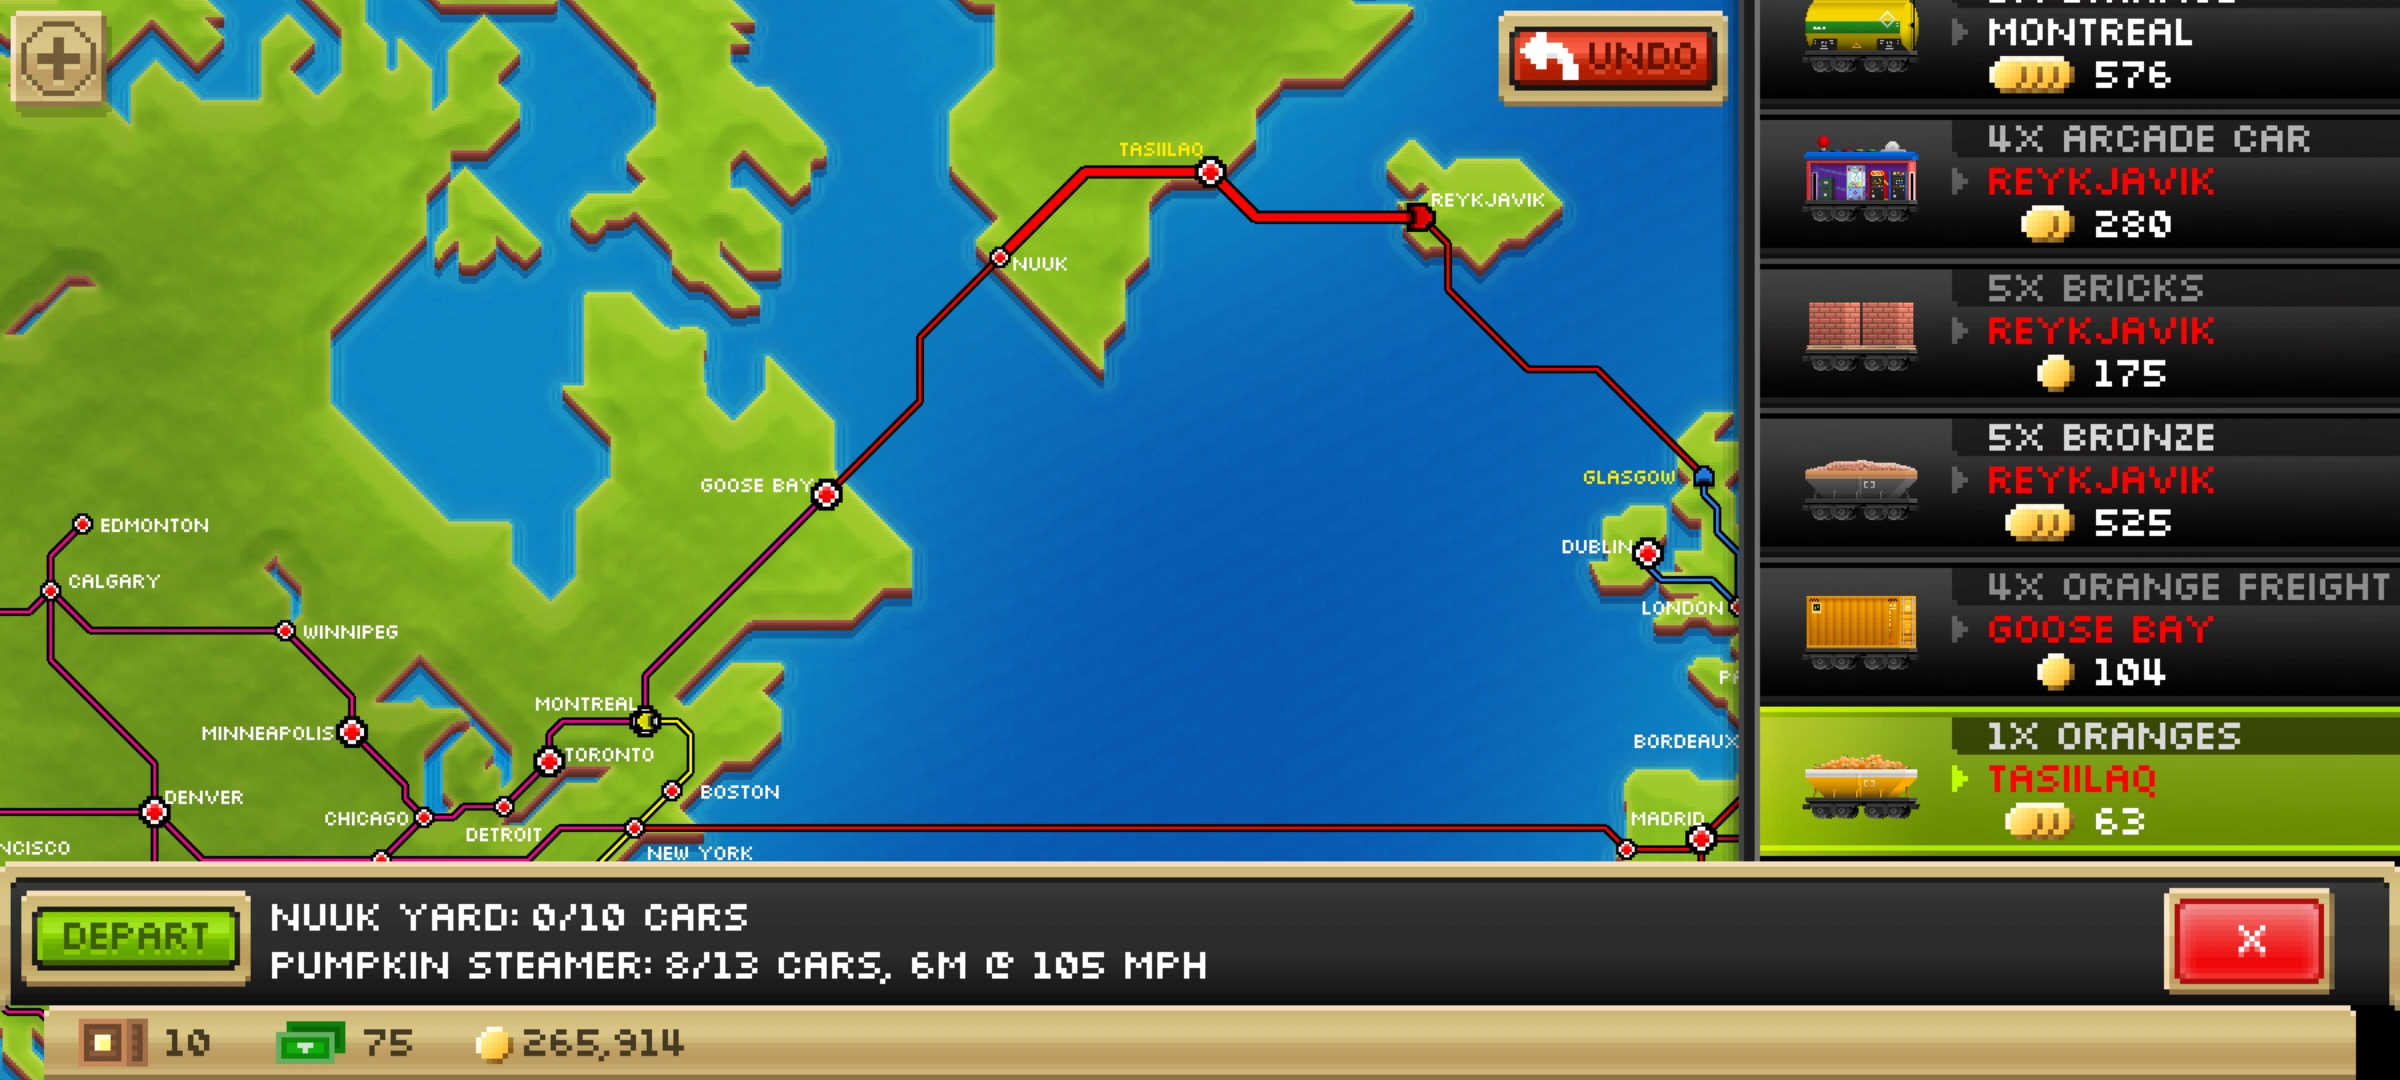 UNDO
TASIILAQ
REYKJAVIK
NUUK
GOOSE BAY
GLASGOW
EDMONTON
DUBLIN
CALGARY
LONDON
WINNIPEG
MONTREAL
MINNEAPOLIS
BORDEAUX
TORONTO
BOSTON
DENVER
CHICAGO
MADRID
DETROIT
NCISCO
NEW YORK
MONTREAL
576
4X ARCADE CAR
REYKJAVIK
280
5X BRICKS
REYKJAVIK
175
5X BRONZE
REYKJAVIK
525
4X ORANGE FREIGHT
GOOSE BAY
104
1X ORANGES
TASIILAQ
63
DEPART
NUUK YARD: 0/10 CARS
PUMPKIN STEAMER: 8/13 CARS, 6M @ 105 MPH
X
10
75
265,914